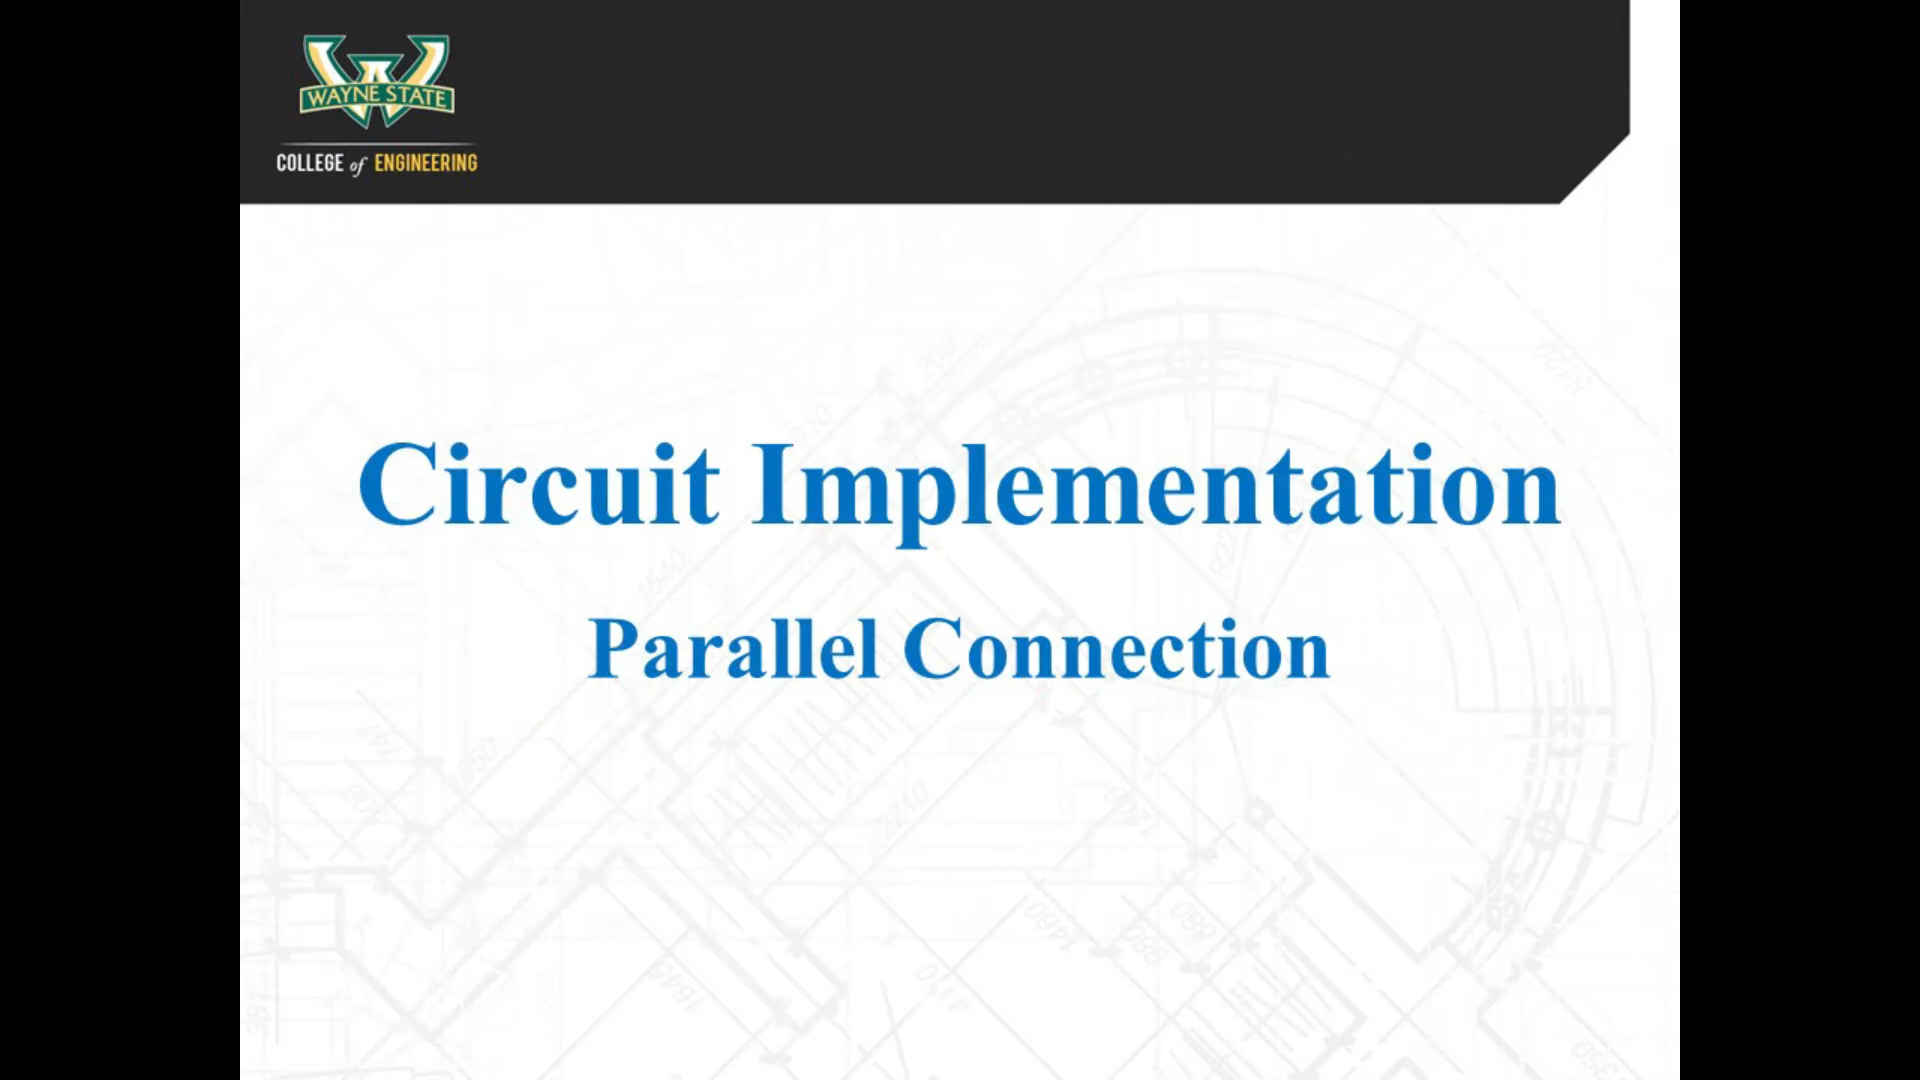 WAYNE STATE
COLLEGE of ENGINEERING
Circuit Implementation
Parallel Connection